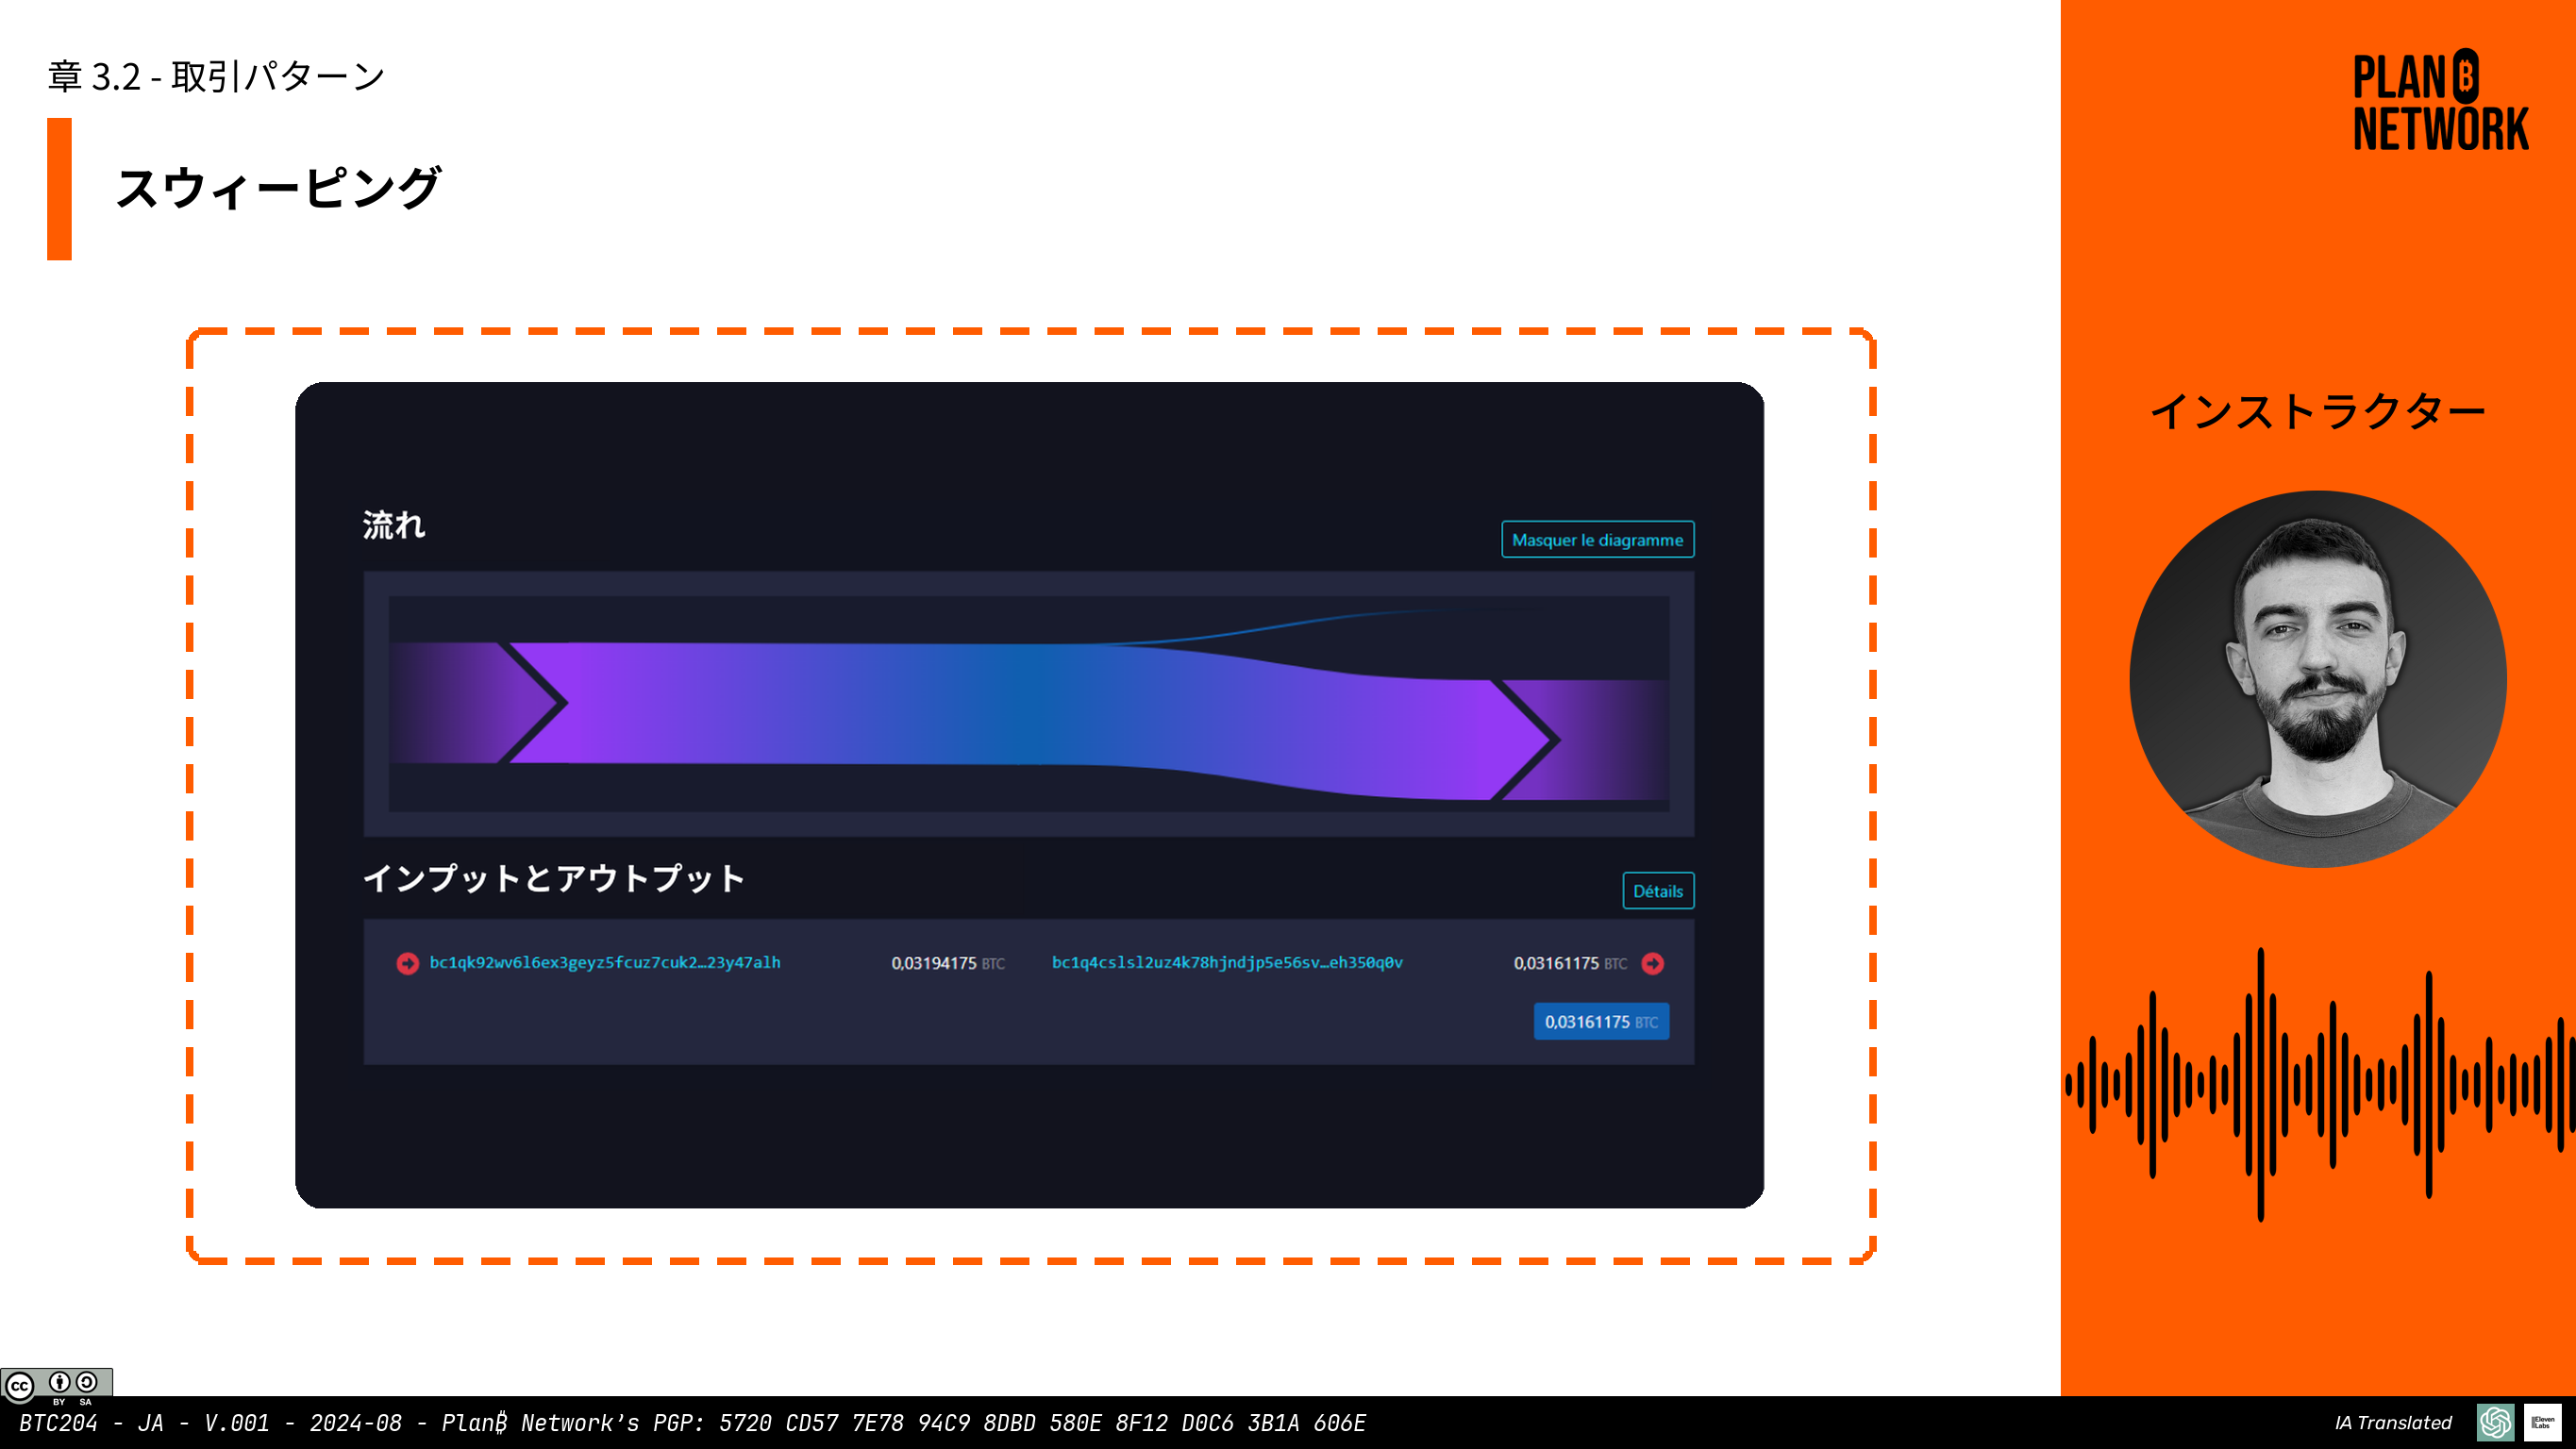 章 3.2 - 取引パターン
PLAN ₿
NETWORK
スウィーピング
インストラクター
流れ
Masquer le diagramme
インプットとアウトプット
Détails
bc1qk92wv6l6ex3geyz5fcuz7cuk2…23y47alh 0,03194175 BTC bc1q4cslsl2uz4k78hjndjp5e56sv…eh350q0v 0,03161175 BTC
0,03161175 BTC
cc BY SA
BTC204 - JA - V.001 - 2024-08 - Plan₿ Network's PGP: 5720 CD57 7E78 94C9 8DBD 580E 8F12 D0C6 3B1A 606E
IA Translated
ElevenLabs